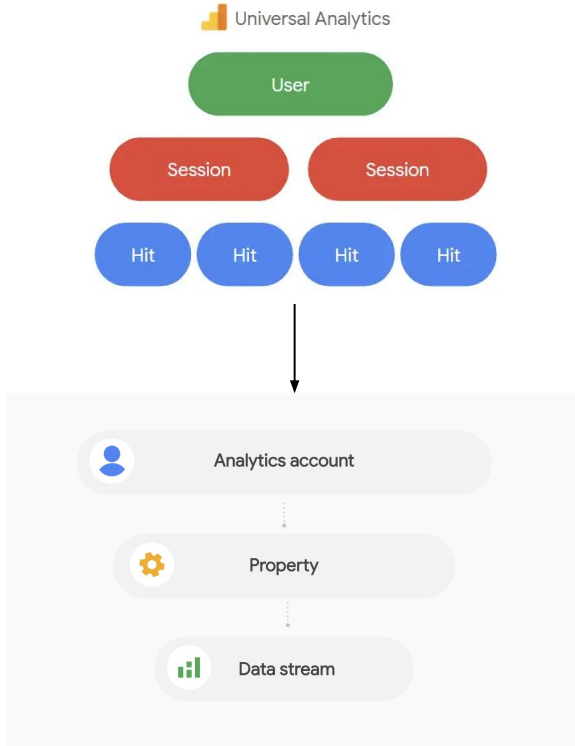 Universal Analytics
User
Session Session
Hit Hit Hit Hit
Analytics account
Property
Data stream